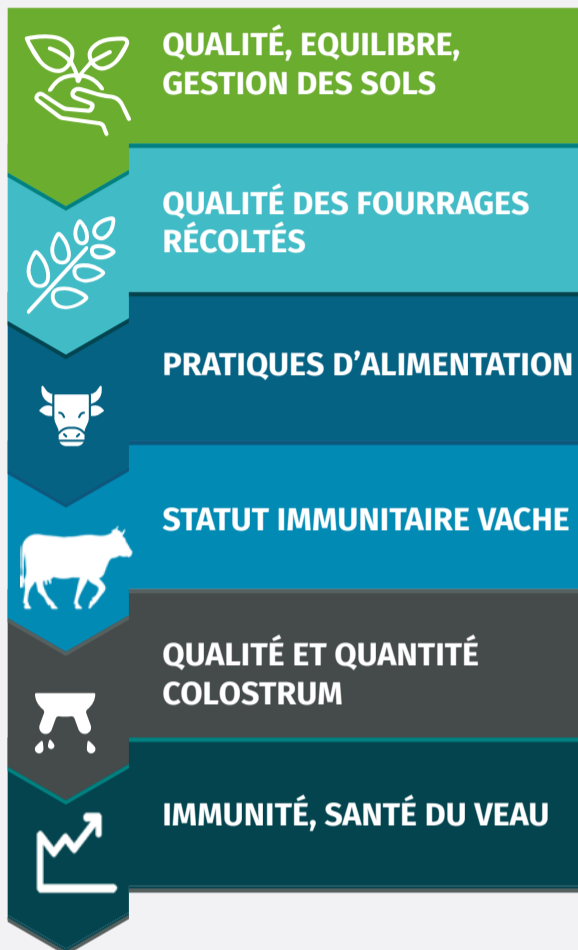 QUALITÉ, EQUILIBRE,
GESTION DES SOLS
QUALITÉ DES FOURRAGES
RÉCOLTÉS
PRATIQUES D’ALIMENTATION
STATUT IMMUNITAIRE VACHE
QUALITÉ ET QUANTITÉ
COLOSTRUM
IMMUNITÉ, SANTÉ DU VEAU